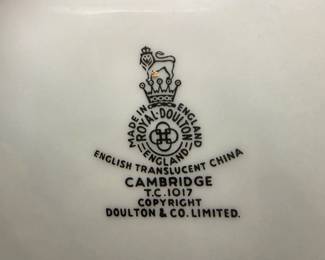 MADE IN ENGLAND
ROYAL·DOULTON
ENGLAND
ENGLISH TRANSLUCENT CHINA
CAMBRIDGE
T.C. 1017
COPYRIGHT
DOULTON & CO. LIMITED.